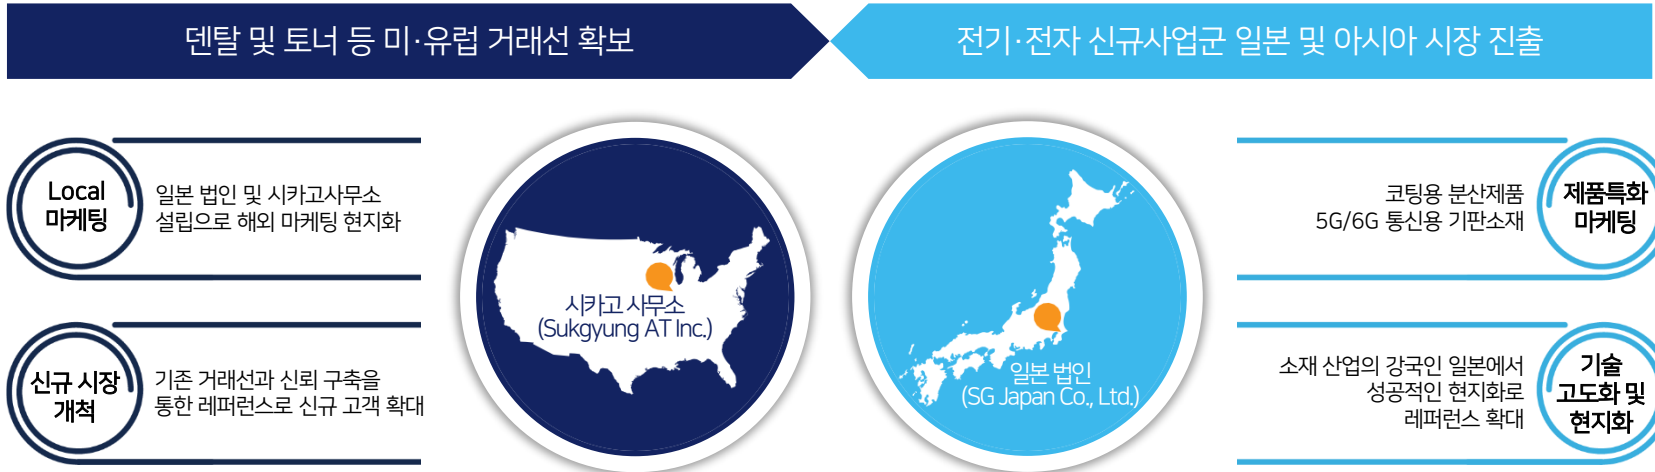 덴탈 및 토너 등 미·유럽 거래선 확보
전기·전자 신규사업군 일본 및 아시아 시장 진출
Local
마케팅
일본 법인 및 시카고사무소
설립으로 해외 마케팅 현지화
신규 시장
개척
기존 거래선과 신뢰 구축을
통한 레퍼런스로 신규 고객 확대
시카고 사무소
(Sukgyung AT Inc.)
일본 법인
(SG Japan Co., Ltd.)
코팅용 분산제품
5G/6G 통신용 기판소재
제품특화
마케팅
소재 산업의 강국인 일본에서
성공적인 현지화로
레퍼런스 확대
기술
고도화 및
현지화